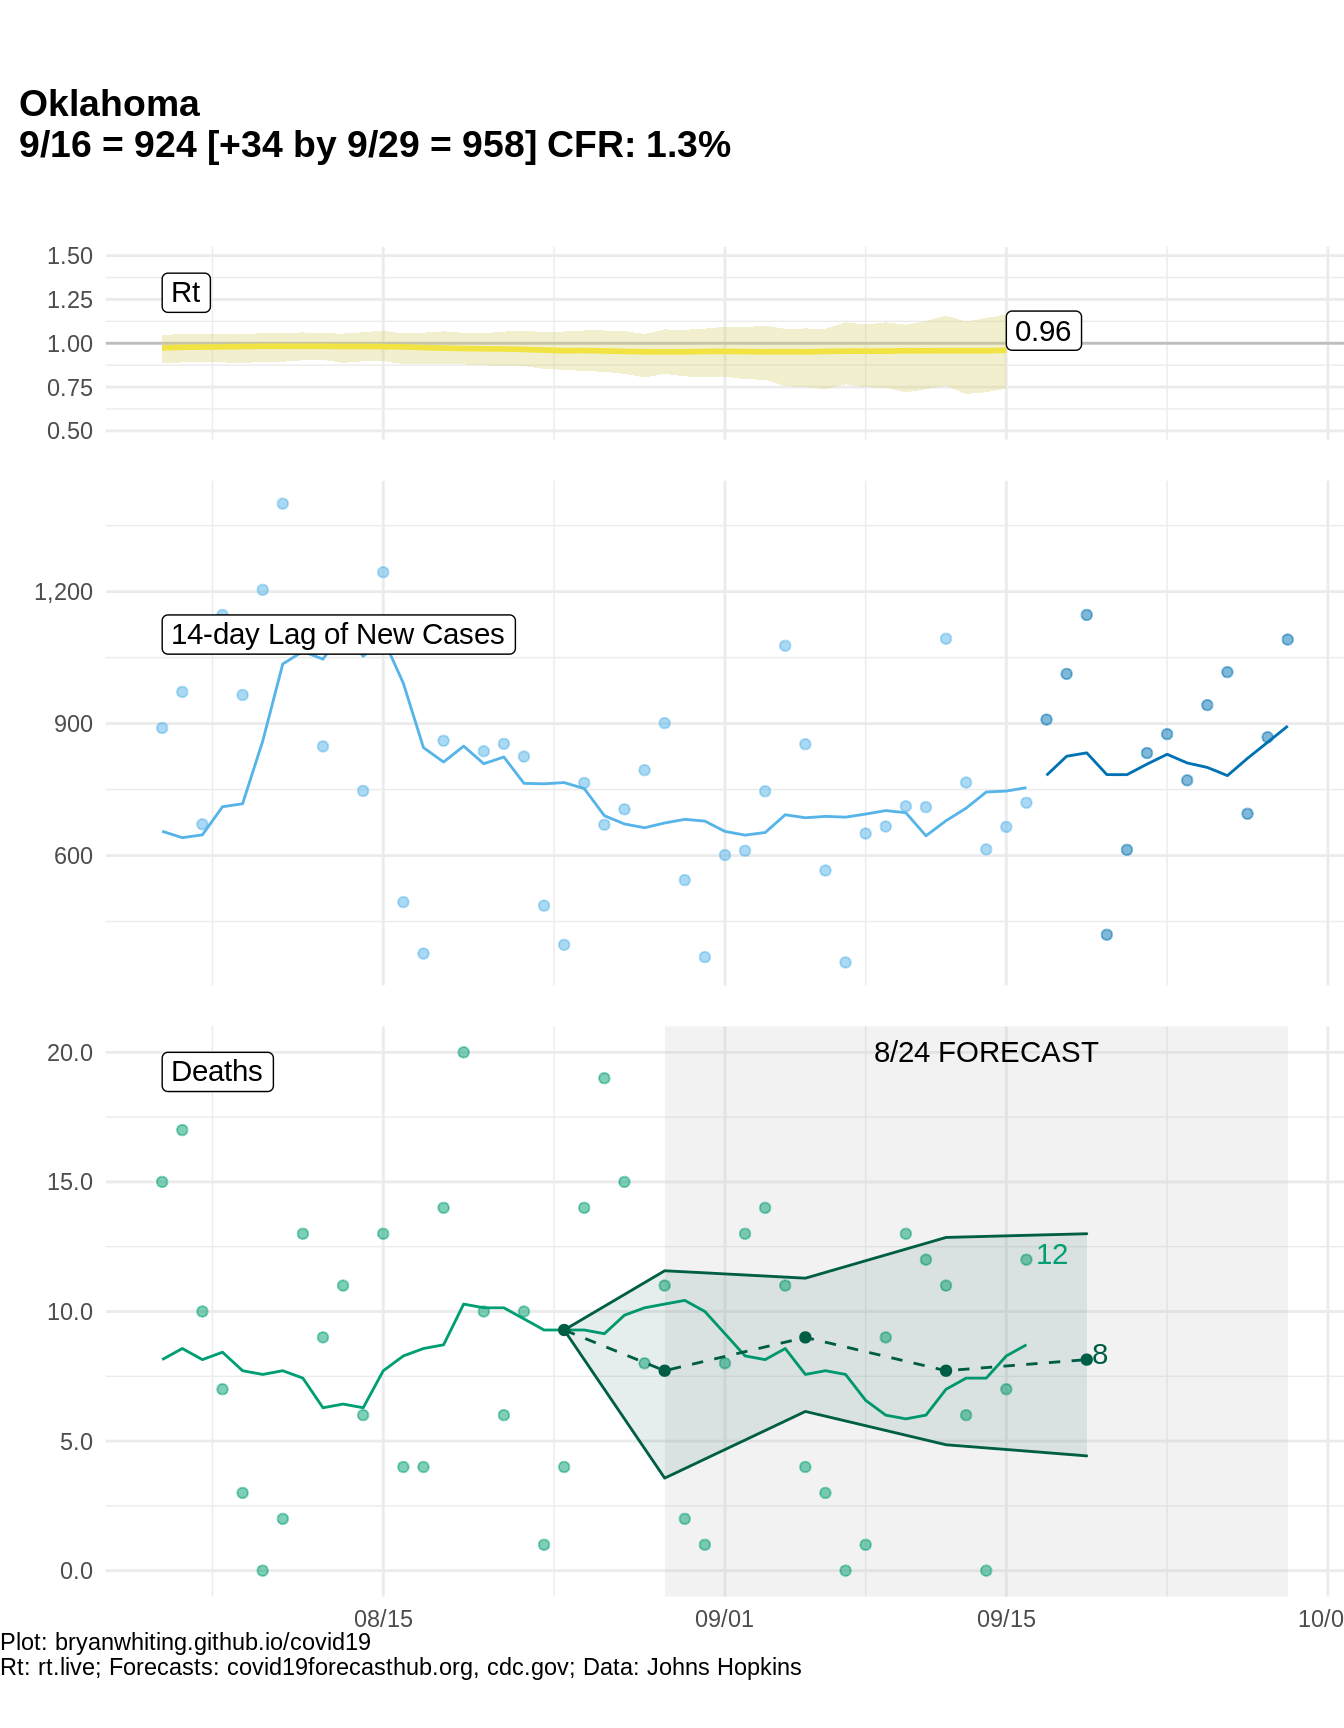 Oklahoma
9/16 = 924 [+34 by 9/29 = 958] CFR: 1.3%
1.50
Rt
1.25
1.00
0.96
0.75
0.50
1,200
14-day Lag of New Cases
900
600
20.0
8/24 FORECAST
Deaths
15.0
12
10.0
8
5.0
0.0
08/15 09/01 09/15 10/0
Plot: bryanwhiting.github.io/covid19
Rt: rt.live; Forecasts: covid19forecasthub.org, cdc.gov; Data: Johns Hopkins